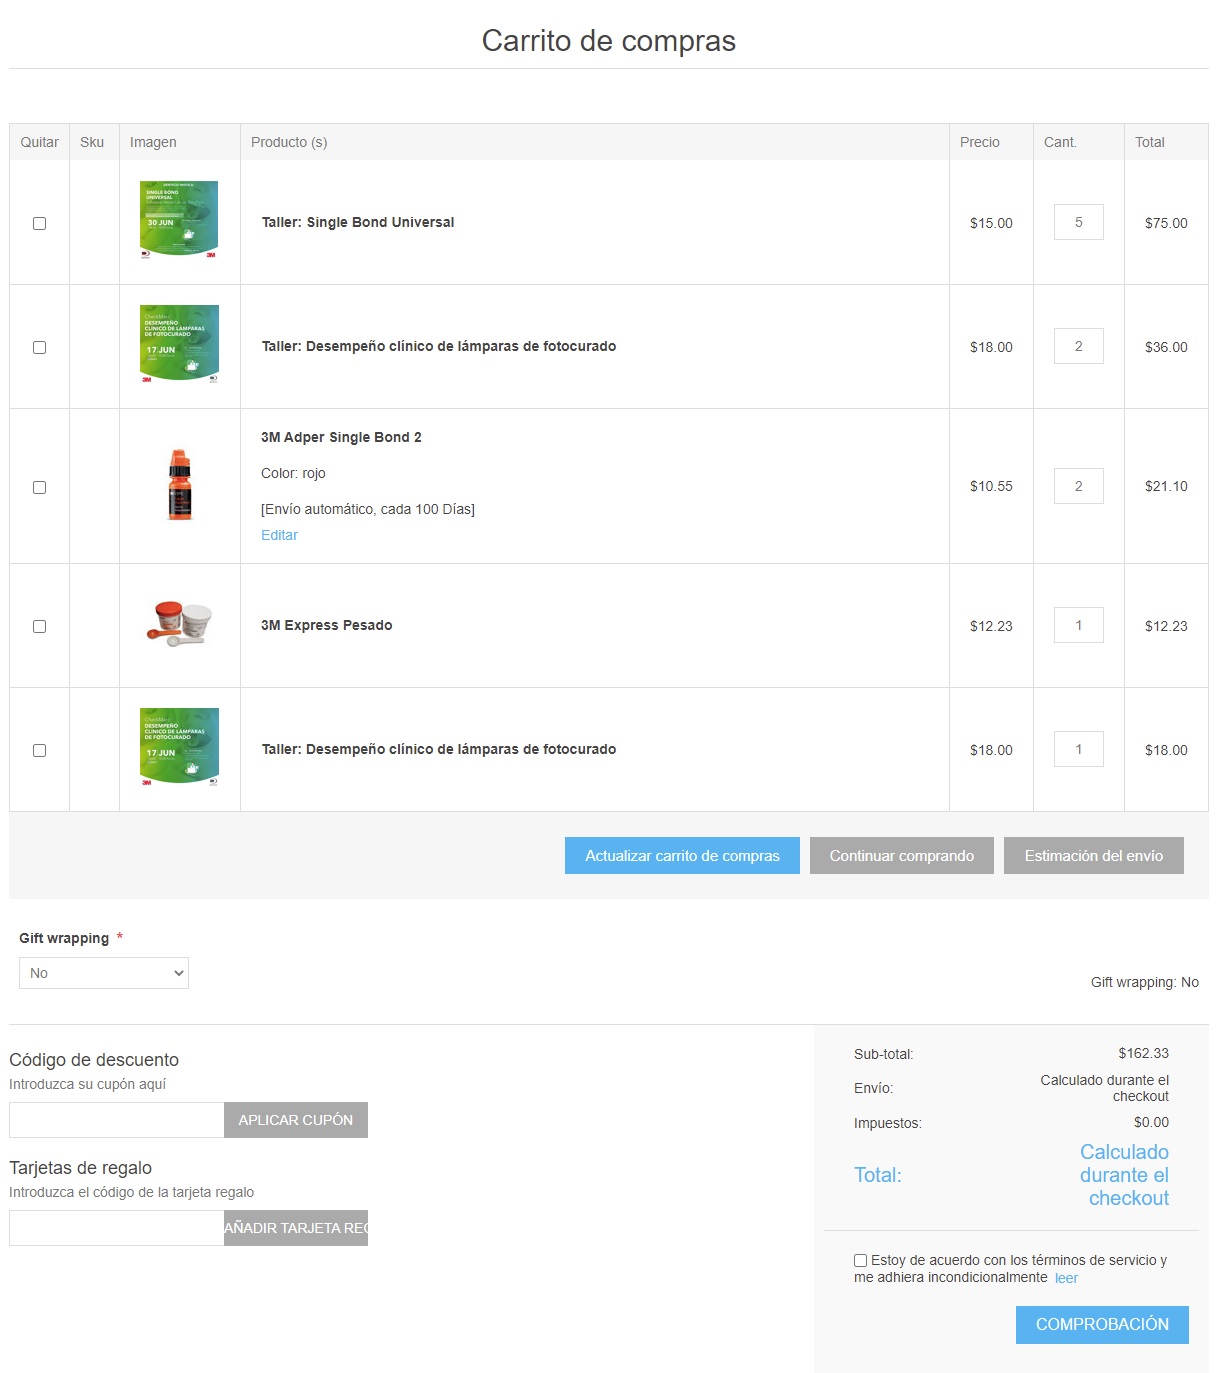 Carrito de compras
Quitar Sku Imagen Producto (s) Precio Cant. Total
SINGLE BOND
UNIVERSAL
30 JUN
3M
Taller: Single Bond Universal $15.00 5 $75.00
DESEMPEÑO
CLINICO DE LAMPARAS
DE FOTOCURADO
17 JUN
3M
Taller: Desempeño clínico de lámparas de fotocurado $18.00 2 $36.00
3M Adper Single Bond 2
Color: rojo
[Envío automático, cada 100 Días]
Editar
$10.55 2 $21.10
3M Express Pesado $12.23 1 $12.23
DESEMPEÑO
CLINICO DE LAMPARAS
DE FOTOCURADO
17 JUN
3M
Taller: Desempeño clínico de lámparas de fotocurado $18.00 1 $18.00
Actualizar carrito de compras Continuar comprando Estimación del envío
Gift wrapping *
No
Gift wrapping: No
Código de descuento
Introduzca su cupón aquí
APLICAR CUPÓN
Tarjetas de regalo
Introduzca el código de la tarjeta regalo
AÑADIR TARJETA REG
Sub-total: $162.33
Envío: Calculado durante el
checkout
Impuestos: $0.00
Total: Calculado
durante el
checkout
Estoy de acuerdo con los términos de servicio y
me adhiera incondicionalmente leer
COMPROBACIÓN